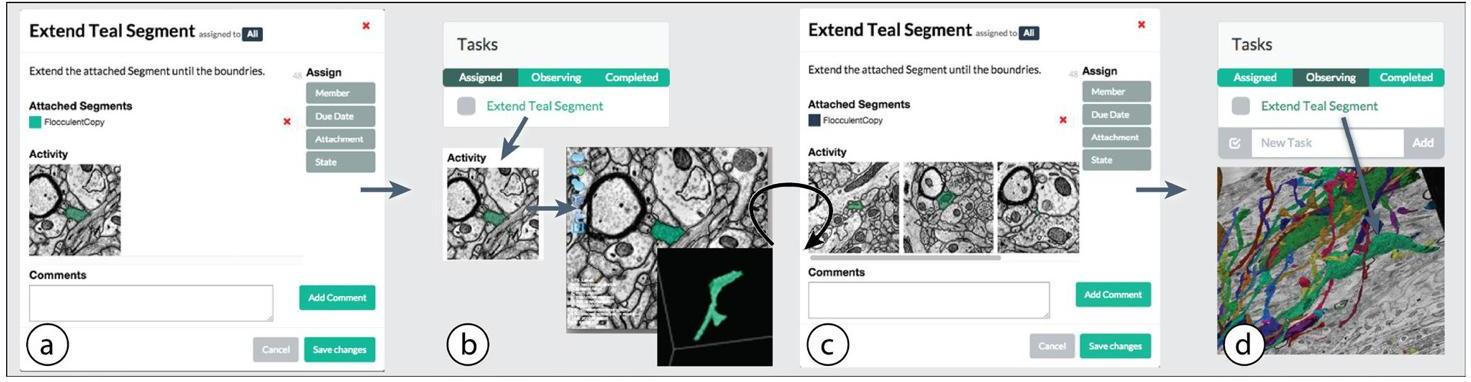 Extend Teal Segment assigned to All
Extend the attached Segment until the boundries.
48 Assign
Member
Due Date
Attachment
State
Attached Segments
FlocculentCopy
Activity
Comments
Add Comment
Cancel
Save changes
a
Tasks
Assigned Observing Completed
Extend Teal Segment
Activity
b
Extend Teal Segment assigned to All
Extend the attached Segment until the boundries.
48 Assign
Member
Due Date
Attachment
State
Attached Segments
FlocculentCopy
Activity
Comments
Add Comment
Cancel
Save changes
c
Tasks
Assigned Observing Completed
Extend Teal Segment
New Task Add
d